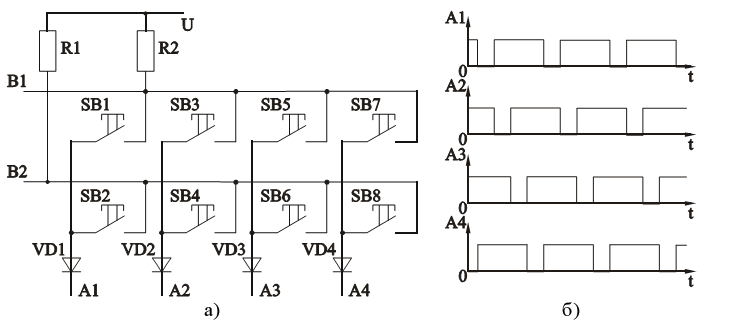 U
R1 R2
B1
SB1 SB3 SB5 SB7
B2
SB2 SB4 SB6 SB8
VD1 VD2 VD3 VD4
A1 A2 A3 A4
а)
A1
0 t
A2
0 t
A3
0 t
A4
0 t
б)